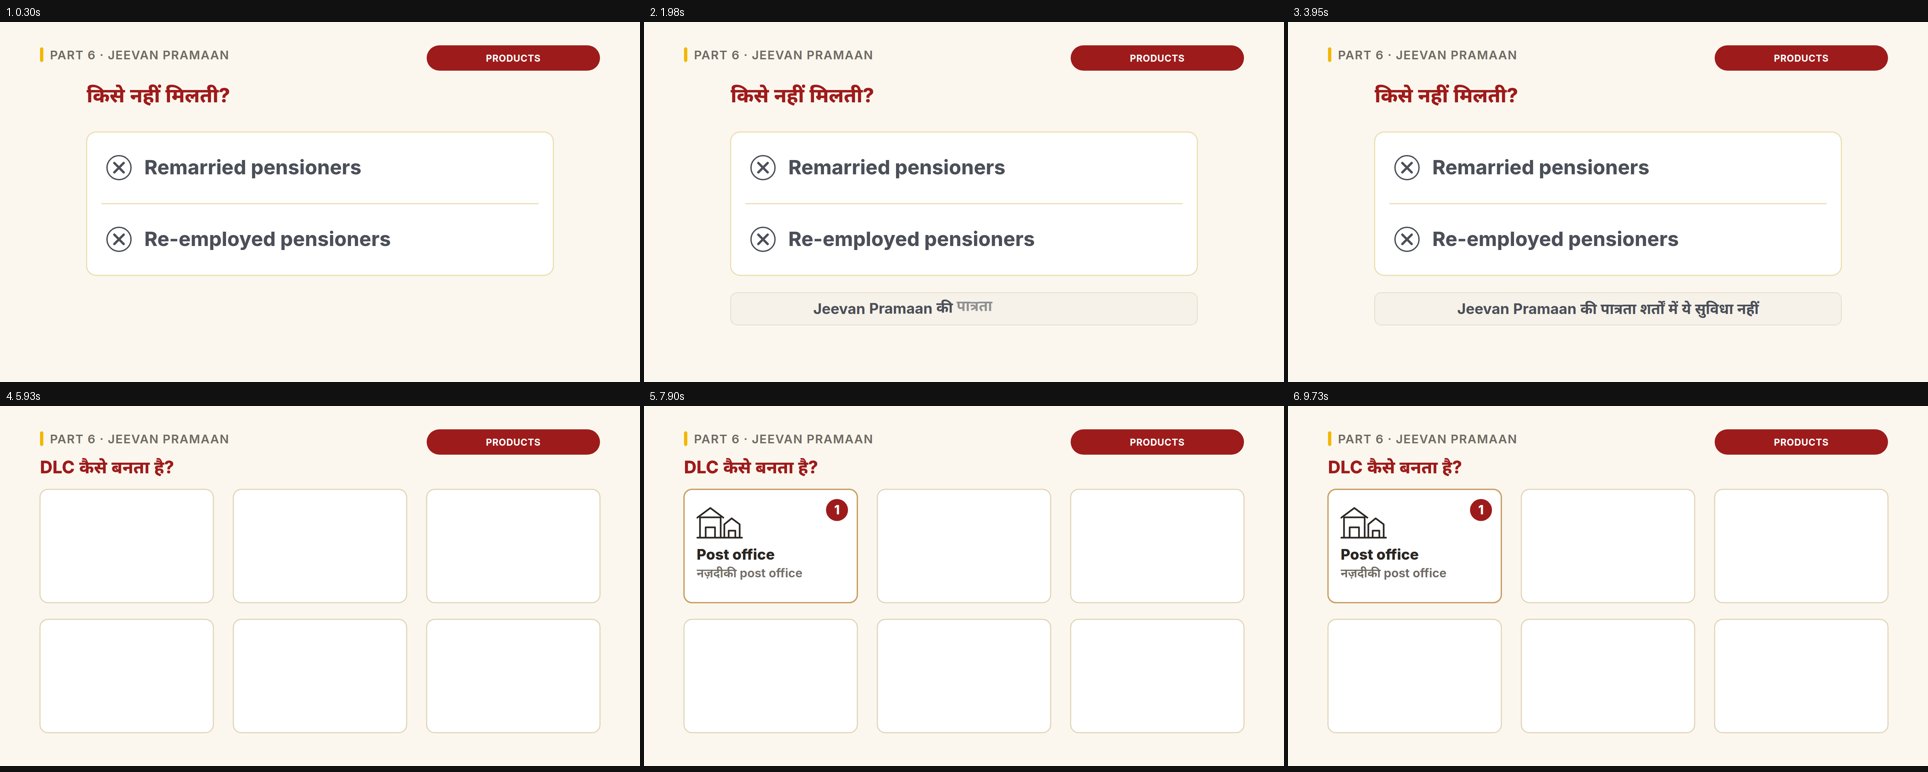 1. 0.30s
PART 6 · JEEVAN PRAMAAN
PRODUCTS
किसे नहीं मिलती?
Remarried pensioners
Re-employed pensioners
2. 1.98s
PART 6 · JEEVAN PRAMAAN
PRODUCTS
किसे नहीं मिलती?
Remarried pensioners
Re-employed pensioners
Jeevan Pramaan की पात्रता
3. 3.95s
PART 6 · JEEVAN PRAMAAN
PRODUCTS
किसे नहीं मिलती?
Remarried pensioners
Re-employed pensioners
Jeevan Pramaan की पात्रता शर्तों में ये सुविधा नहीं
4. 5.93s
PART 6 · JEEVAN PRAMAAN
PRODUCTS
DLC कैसे बनता है?
5. 7.90s
PART 6 · JEEVAN PRAMAAN
PRODUCTS
DLC कैसे बनता है?
1
Post office
नज़दीकी post office
6. 9.73s
PART 6 · JEEVAN PRAMAAN
PRODUCTS
DLC कैसे बनता है?
1
Post office
नज़दीकी post office